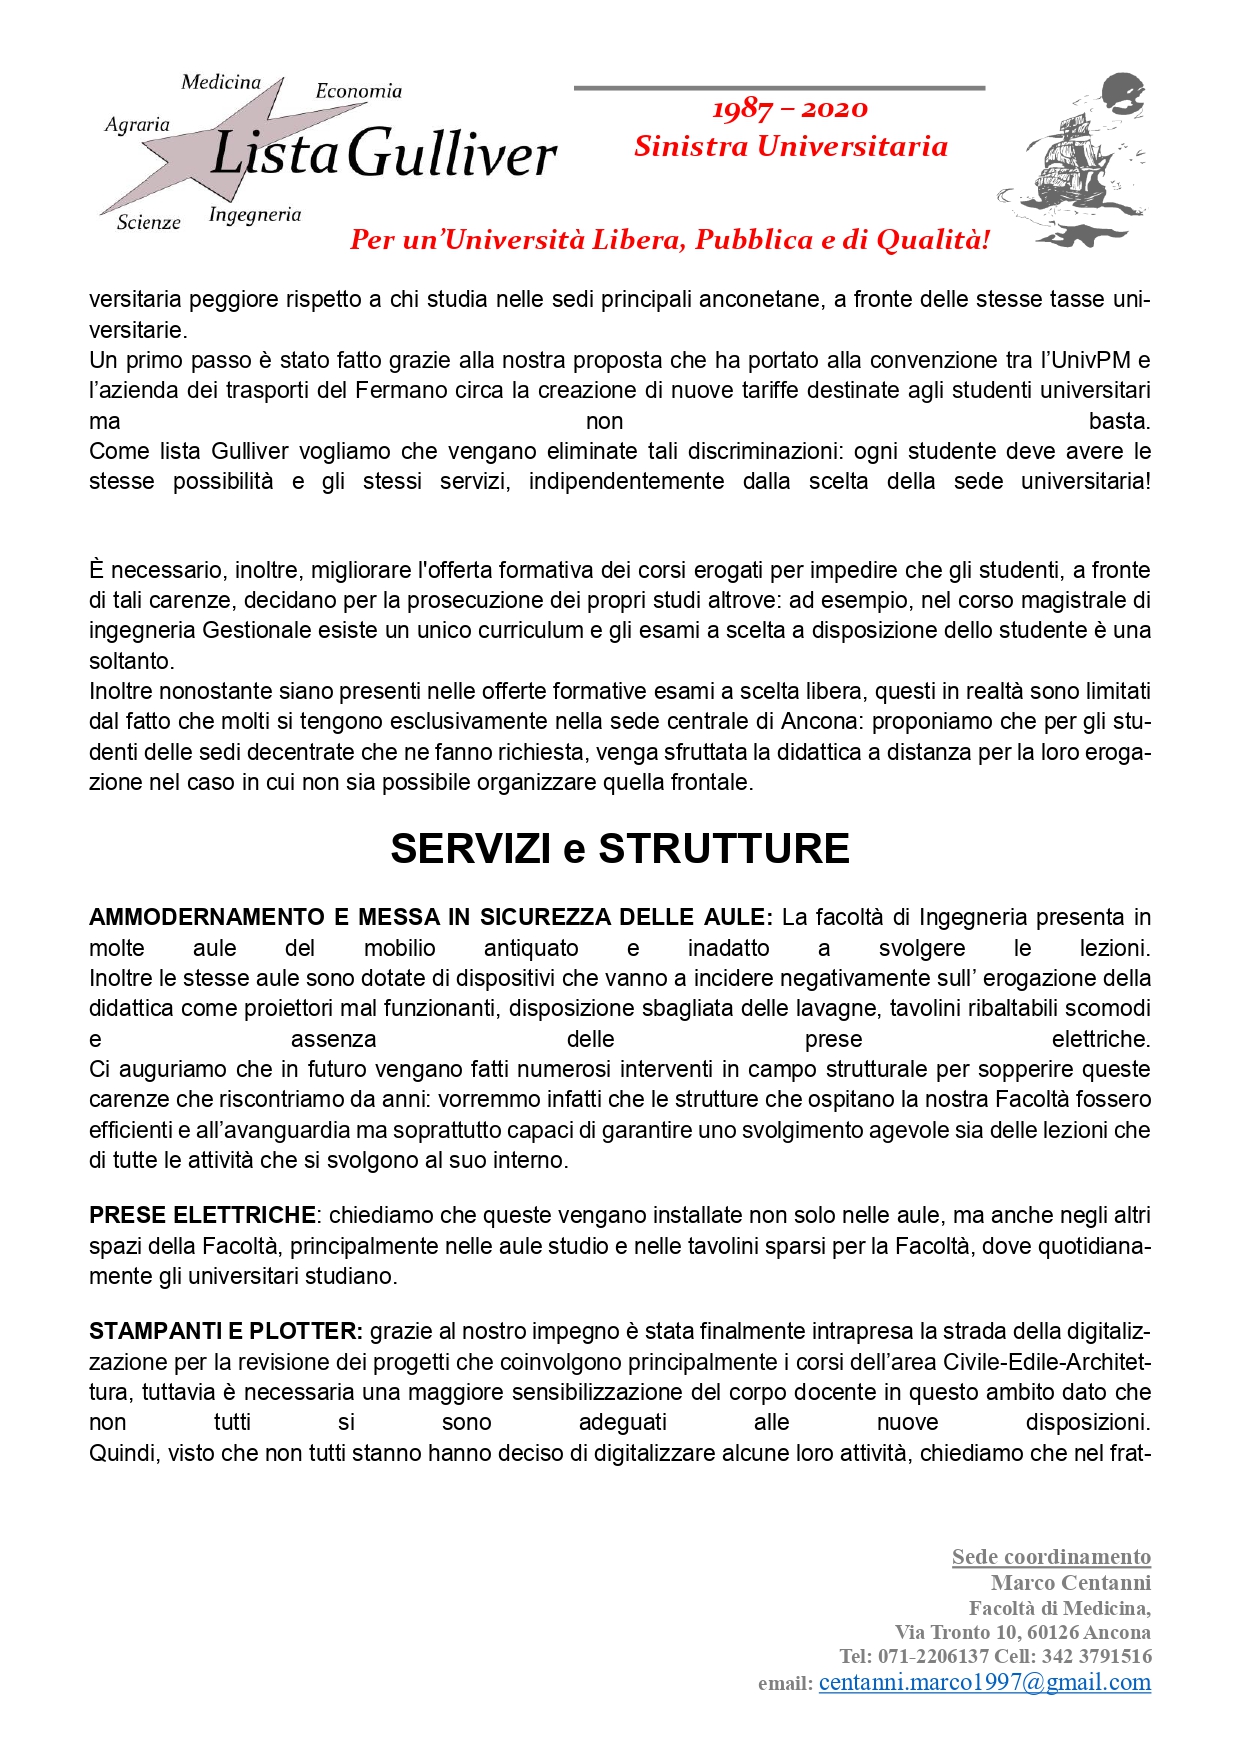 Medicina
Economia
Agraria
Lista Gulliver
Scienze
Ingegneria
1987 – 2020
Sinistra Universitaria
Per un’Università Libera, Pubblica e di Qualità!
versitaria peggiore rispetto a chi studia nelle sedi principali anconetane, a fronte delle stesse tasse uni-
versitarie.
Un primo passo è stato fatto grazie alla nostra proposta che ha portato alla convenzione tra l’UnivPM e
l’azienda dei trasporti del Fermano circa la creazione di nuove tariffe destinate agli studenti universitari
ma non basta.
Come lista Gulliver vogliamo che vengano eliminate tali discriminazioni: ogni studente deve avere le
stesse possibilità e gli stessi servizi, indipendentemente dalla scelta della sede universitaria!
È necessario, inoltre, migliorare l'offerta formativa dei corsi erogati per impedire che gli studenti, a fronte
di tali carenze, decidano per la prosecuzione dei propri studi altrove: ad esempio, nel corso magistrale di
ingegneria Gestionale esiste un unico curriculum e gli esami a scelta a disposizione dello studente è una
soltanto.
Inoltre nonostante siano presenti nelle offerte formative esami a scelta libera, questi in realtà sono limitati
dal fatto che molti si tengono esclusivamente nella sede centrale di Ancona: proponiamo che per gli stu-
denti delle sedi decentrate che ne fanno richiesta, venga sfruttata la didattica a distanza per la loro eroga-
zione nel caso in cui non sia possibile organizzare quella frontale.
SERVIZI e STRUTTURE
AMMODERNAMENTO E MESSA IN SICUREZZA DELLE AULE: La facoltà di Ingegneria presenta in
molte aule del mobilio antiquato e inadatto a svolgere le lezioni.
Inoltre le stesse aule sono dotate di dispositivi che vanno a incidere negativamente sull’ erogazione della
didattica come proiettori mal funzionanti, disposizione sbagliata delle lavagne, tavolini ribaltabili scomodi
e assenza delle prese elettriche.
Ci auguriamo che in futuro vengano fatti numerosi interventi in campo strutturale per sopperire queste
carenze che riscontriamo da anni: vorremmo infatti che le strutture che ospitano la nostra Facoltà fossero
efficienti e all’avanguardia ma soprattutto capaci di garantire uno svolgimento agevole sia delle lezioni che
di tutte le attività che si svolgono al suo interno.
PRESE ELETTRICHE: chiediamo che queste vengano installate non solo nelle aule, ma anche negli altri
spazi della Facoltà, principalmente nelle aule studio e nelle tavolini sparsi per la Facoltà, dove quotidiana-
mente gli universitari studiano.
STAMPANTI E PLOTTER: grazie al nostro impegno è stata finalmente intrapresa la strada della digitaliz-
zazione per la revisione dei progetti che coinvolgono principalmente i corsi dell’area Civile-Edile-Architet-
tura, tuttavia è necessaria una maggiore sensibilizzazione del corpo docente in questo ambito dato che
non tutti si sono adeguati alle nuove disposizioni.
Quindi, visto che non tutti stanno hanno deciso di digitalizzare alcune loro attività, chiediamo che nel frat-
Sede coordinamento
Marco Centanni
Facoltà di Medicina,
Via Tronto 10, 60126 Ancona
Tel: 071-2206137 Cell: 342 3791516
email: centanni.marco1997@gmail.com